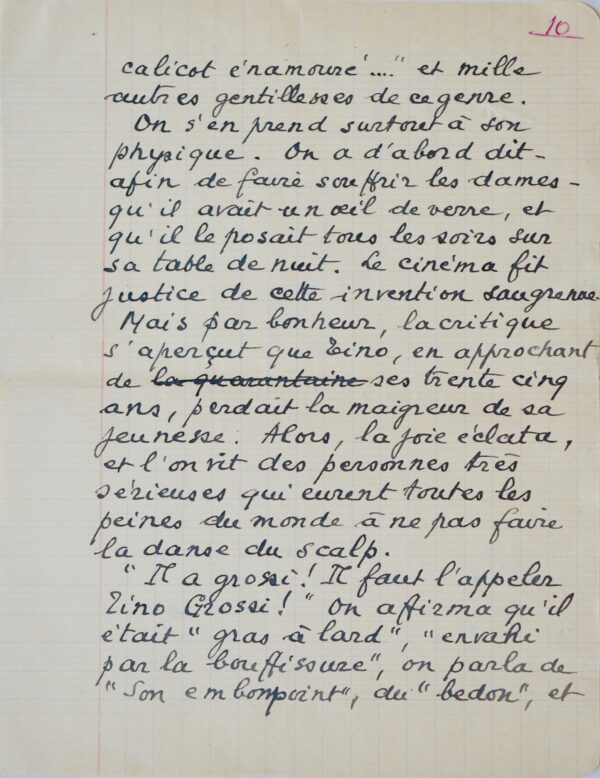 10
calicot énamouré...." et mille
autres gentillesses de ce genre.
On s'en prend surtout à son
physique. On a d'abord dit -
afin de faire souffrir les dames -
qu'il avait un œil de verre, et
qu'il le posait tous les soirs sur
sa table de nuit. Le cinéma fit
justice de cette invention saugrenue.
Mais par bonheur, la critique
s'aperçut que Tino, en approchant
de la quarantaine ses trente cinq
ans, perdait la maigreur de sa
jeunesse. Alors, la joie éclata,
et l'on vit des personnes très
sérieuses qui eurent toutes les
peines du monde à ne pas faire
la danse du scalp.
"Il a grossi! Il faut l'appeler
Tino Grossi!" On affirma qu'il
était "gras à lard", "envahi
par la bouffissure", on parla de
"Son embonpoint", du "bedon", et